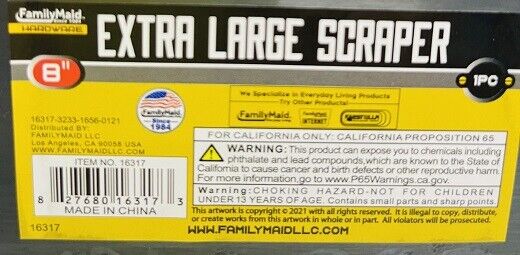 FamilyMaid.
Since 1984
HARDWARE
EXTRA LARGE SCRAPER
8"
1PC
We Specialize in Everyday Living Products
Try Other Products!
FamilyMaid.
FamilyMaid
INTERNET
16317-3233-1656-0121
Distributed BY:
FAMILYMAID LLC
Los Angeles, CA 90058 USA
WWW.FAMILYMAIDLLC.COM
FamilyMaid.
Since
1984
FOR CALIFORNIA ONLY: CALIFORNIA PROPOSITION 65
WARNING: This product can expose you to chemicals including
phthalate and lead compounds,which are known to the State of
California to cause cancer and birth defects or other reproductive harm.
For more information,go to www.P65Warnings.ca.gov.
ITEM NO. 16317
8 27680 16317 3
MADE IN CHINA
Warning:CHOKING HAZARD-NOT FOR CHILDREN
UNDER 13 YEARS OF AGE. Contains small parts and sharp points.
This artwork is copyright ©2021 with all rights reserved. It is illegal to copy, distribute,
or create works from this artwork in whole or in part. All violators will be prosecuted.
16317
WWW.FAMILYMAIDLLC.COM